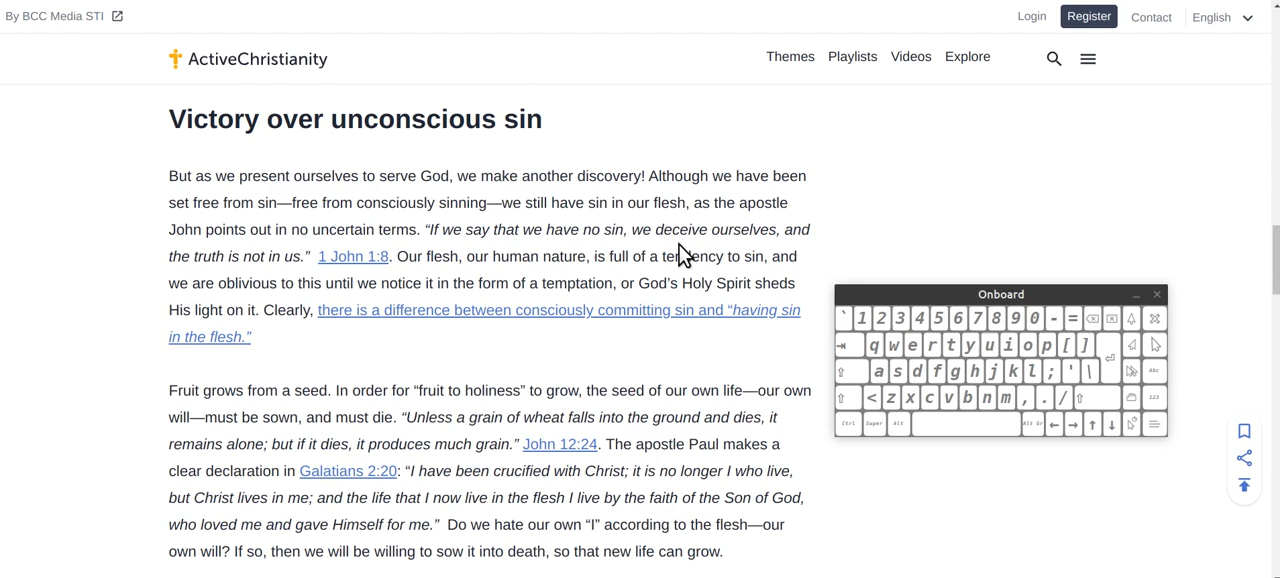 By BCC Media STI
Login Register Contact English
ActiveChristianity
Themes Playlists Videos Explore
Victory over unconscious sin
But as we present ourselves to serve God, we make another discovery! Although we have been
set free from sin—free from consciously sinning—we still have sin in our flesh, as the apostle
John points out in no uncertain terms. “If we say that we have no sin, we deceive ourselves, and
the truth is not in us.” 1 John 1:8. Our flesh, our human nature, is full of a tendency to sin, and
we are oblivious to this until we notice it in the form of a temptation, or God’s Holy Spirit sheds
His light on it. Clearly, there is a difference between consciously committing sin and “having sin
in the flesh.”
Fruit grows from a seed. In order for “fruit to holiness” to grow, the seed of our own life—our own
will—must be sown, and must die. “Unless a grain of wheat falls into the ground and dies, it
remains alone; but if it dies, it produces much grain.” John 12:24. The apostle Paul makes a
clear declaration in Galatians 2:20: “I have been crucified with Christ; it is no longer I who live,
but Christ lives in me; and the life that I now live in the flesh I live by the faith of the Son of God,
who loved me and gave Himself for me.” Do we hate our own “I” according to the flesh—our
own will? If so, then we will be willing to sow it into death, so that new life can grow.
Onboard
` 1 2 3 4 5 6 7 8 9 0 - =
q w e r t y u i o p [ ]
a s d f g h j k l ; ' \ Abc
< z x c v b n m , . / 123
Ctrl Super Alt Alt Gr ← → ↑ ↓